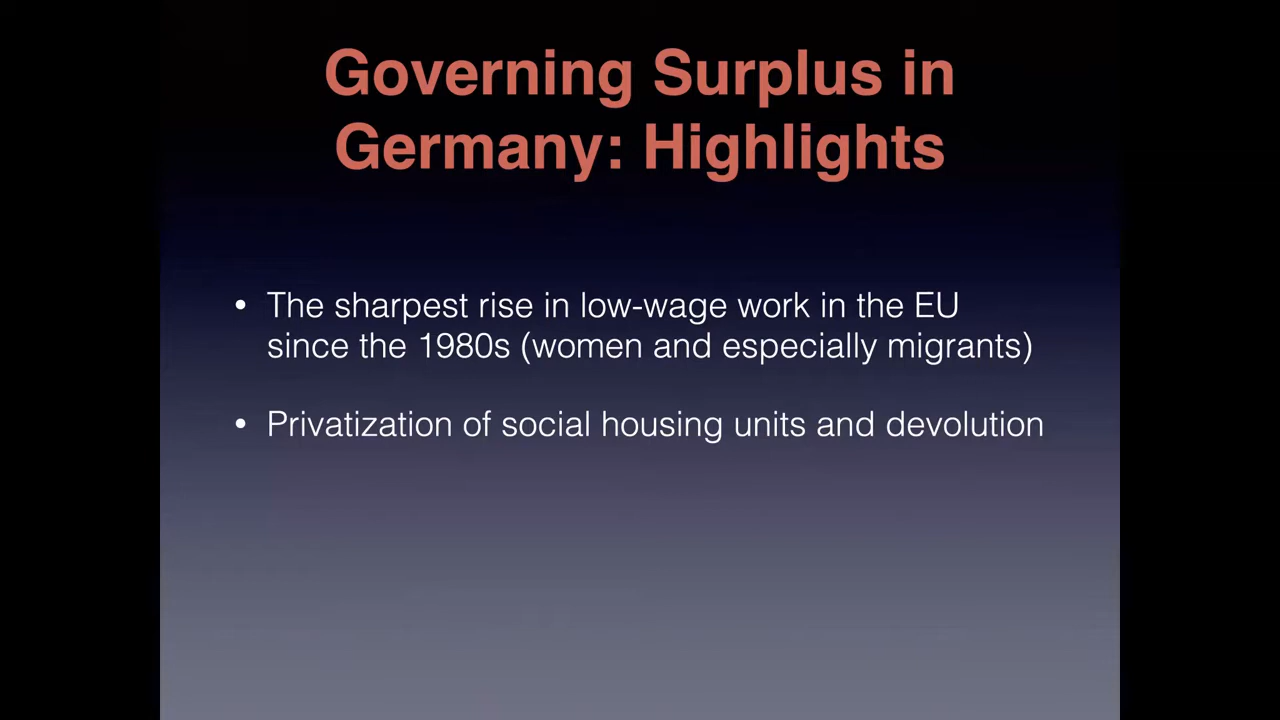 Governing Surplus in
Germany: Highlights
• The sharpest rise in low-wage work in the EU
since the 1980s (women and especially migrants)
• Privatization of social housing units and devolution